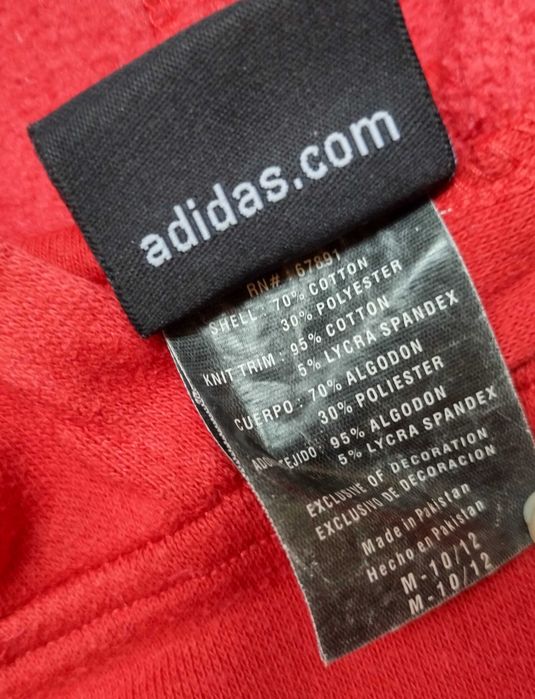 adidas.com
RN# 67891
SHELL : 70% COTTON
30% POLYESTER
KNIT TRIM : 95% COTTON
5% LYCRA SPANDEX
CUERPO : 70% ALGODON
30% POLIESTER
TEJIDO: 95% ALGODON
5% LYCRA SPANDEX
EXCLUSIVE OF DECORATION
EXCLUSIVO DE DECORACION
Made in Pakistan
Hecho en Pakistan
M-10/12
M-10/12